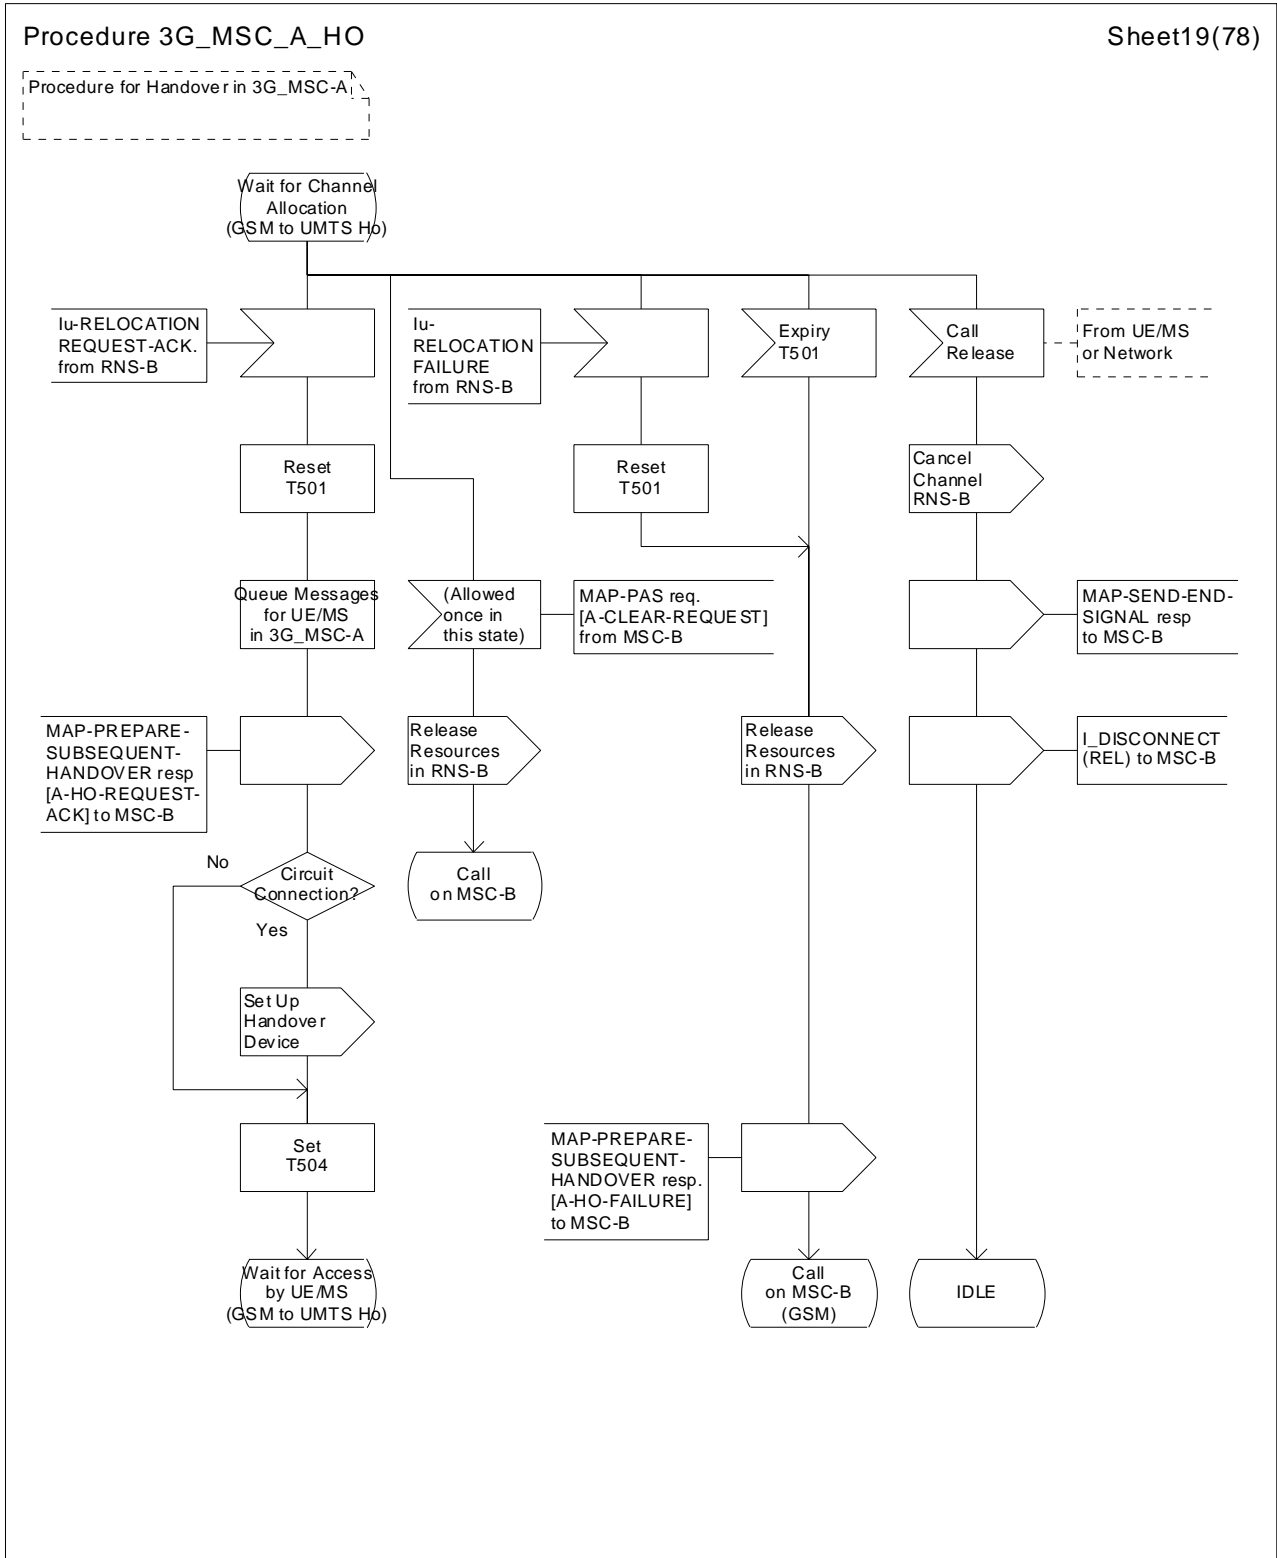 Procedure 3G_MSC_A_HO
Sheet19(78)
Procedure for Handover in 3G_MSC-A
Wait for Channel
Allocation
(GSM to UMTS Ho)
Iu-RELOCATION
REQUEST-ACK.
from RNS-B
Iu-
RELOCATION
FAILURE
from RNS-B
Expiry
T501
Call
Release
From UE/MS
or Network
Reset
T501
Reset
T501
Cancel
Channel
RNS-B
Queue Messages
for UE/MS
in 3G_MSC-A
(Allowed
once in
this state)
MAP-PAS req.
[A-CLEAR-REQUEST]
from MSC-B
MAP-SEND-END-
SIGNAL resp
to MSC-B
MAP-PREPARE-
SUBSEQUENT-
HANDOVER resp
[A-HO-REQUEST-
ACK] to MSC-B
Release
Resources
in RNS-B
Release
Resources
in RNS-B
I_DISCONNECT
(REL) to MSC-B
No
Circuit
Connection?
Yes
Call
on MSC-B
Set Up
Handover
Device
Set
T504
MAP-PREPARE-
SUBSEQUENT-
HANDOVER resp.
[A-HO-FAILURE]
to MSC-B
Wait for Access
by UE/MS
(GSM to UMTS Ho)
Call
on MSC-B
(GSM)
IDLE